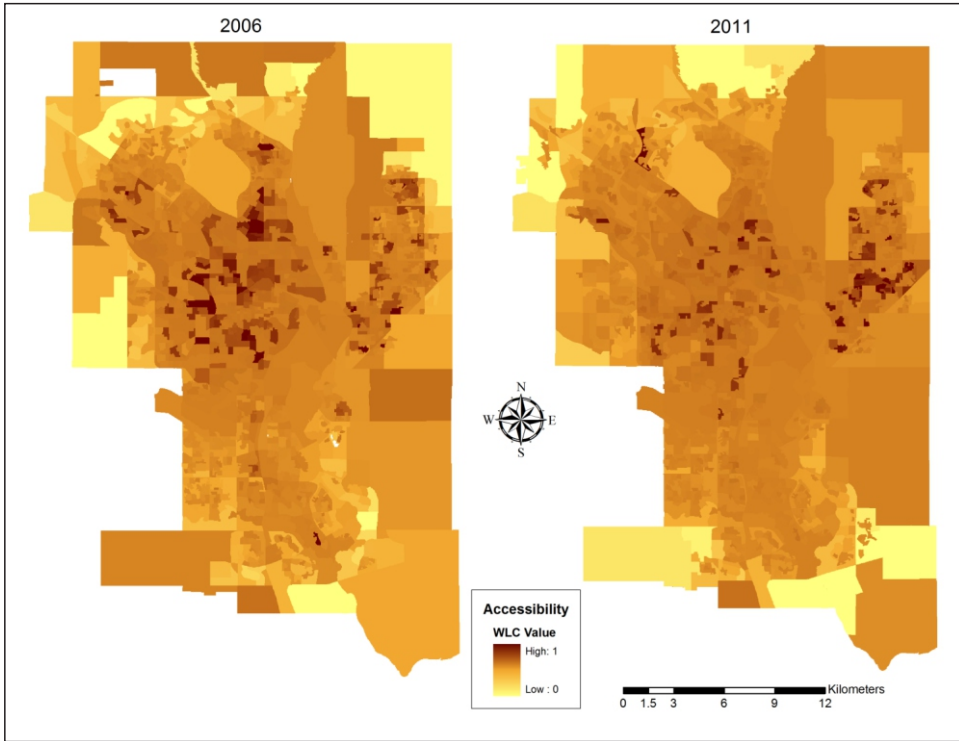 2006
2011
N
W E
S
Accessibility
WLC Value
High: 1
Low : 0
Kilometers
0 1.5 3 6 9 12